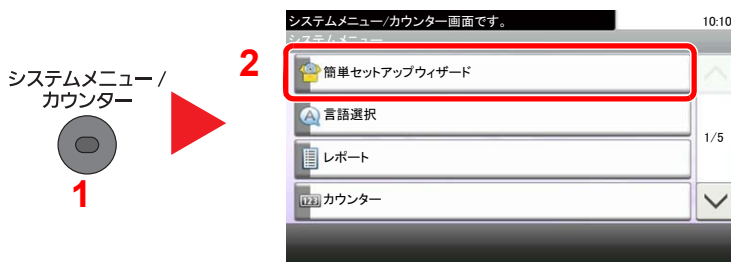 システムメニュー /
カウンター
1
2
システムメニュー/カウンター画面です。
10:10
システムメニュー
簡単セットアップウィザード
A 言語選択
レポート
123 カウンター
1/5